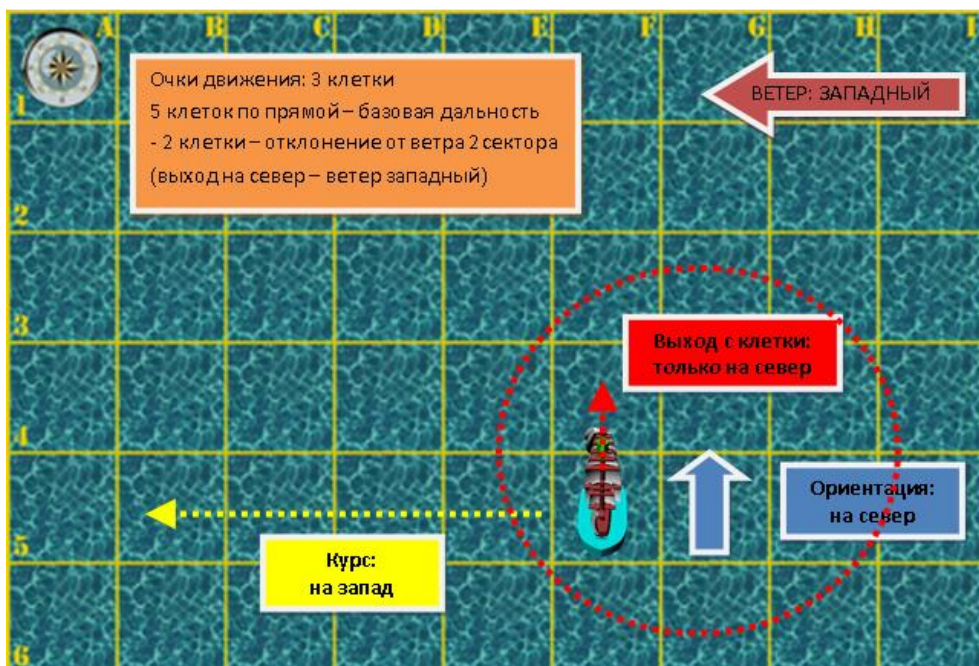 A B C D E F G H I
Очки движения: 3 клетки
5 клеток по прямой – базовая дальность
- 2 клетки – отклонение от ветра 2 сектора
(выход на север – ветер западный)
ВЕТЕР: ЗАПАДНЫЙ
1
2
3
Выход с клетки:
только на север
4
Ориентация:
на север
5
Курс:
на запад
6